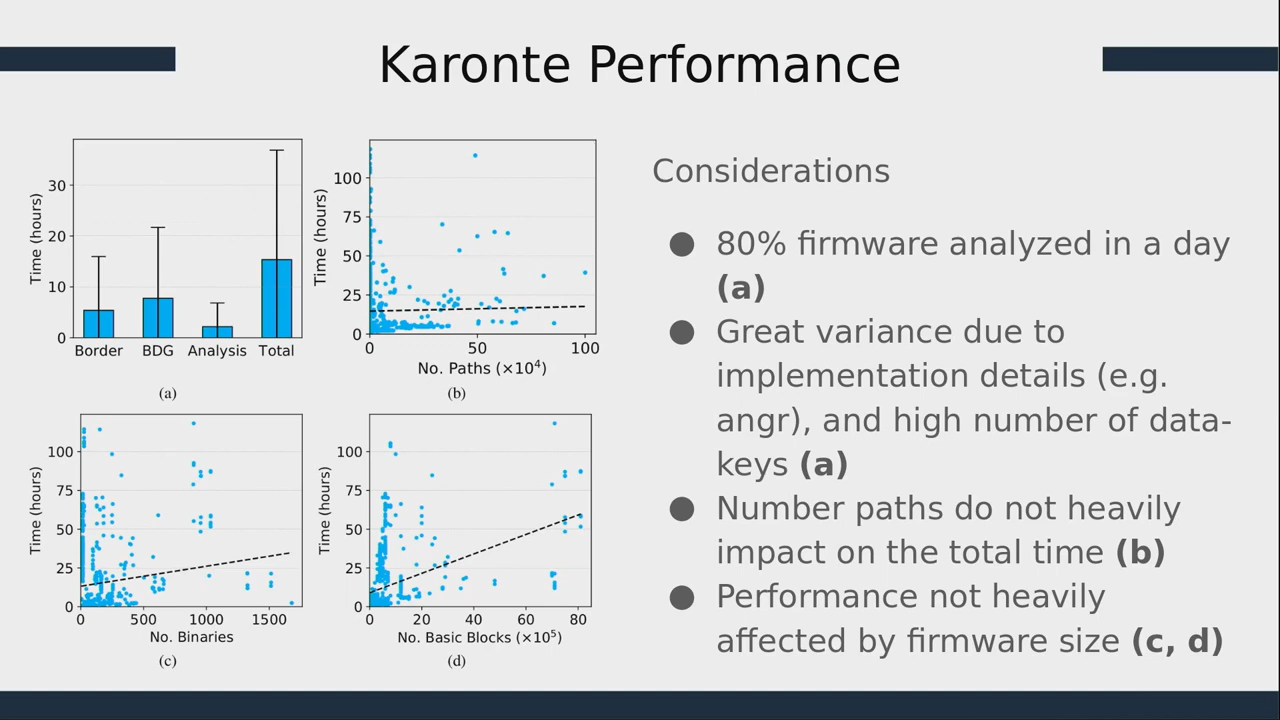 Karonte Performance
Time (hours)
30
20
10
0
Border BDG Analysis Total
(a)
Time (hours)
100
75
50
25
0
0 50 100
No. Paths (×10⁴)
(b)
Time (hours)
100
75
50
25
0
0 500 1000 1500
No. Binaries
(c)
Time (hours)
100
75
50
25
0
0 20 40 60 80
No. Basic Blocks (×10⁵)
(d)
Considerations
● 80% firmware analyzed in a day
(a)
● Great variance due to
implementation details (e.g.
angr), and high number of data-
keys (a)
● Number paths do not heavily
impact on the total time (b)
● Performance not heavily
affected by firmware size (c, d)